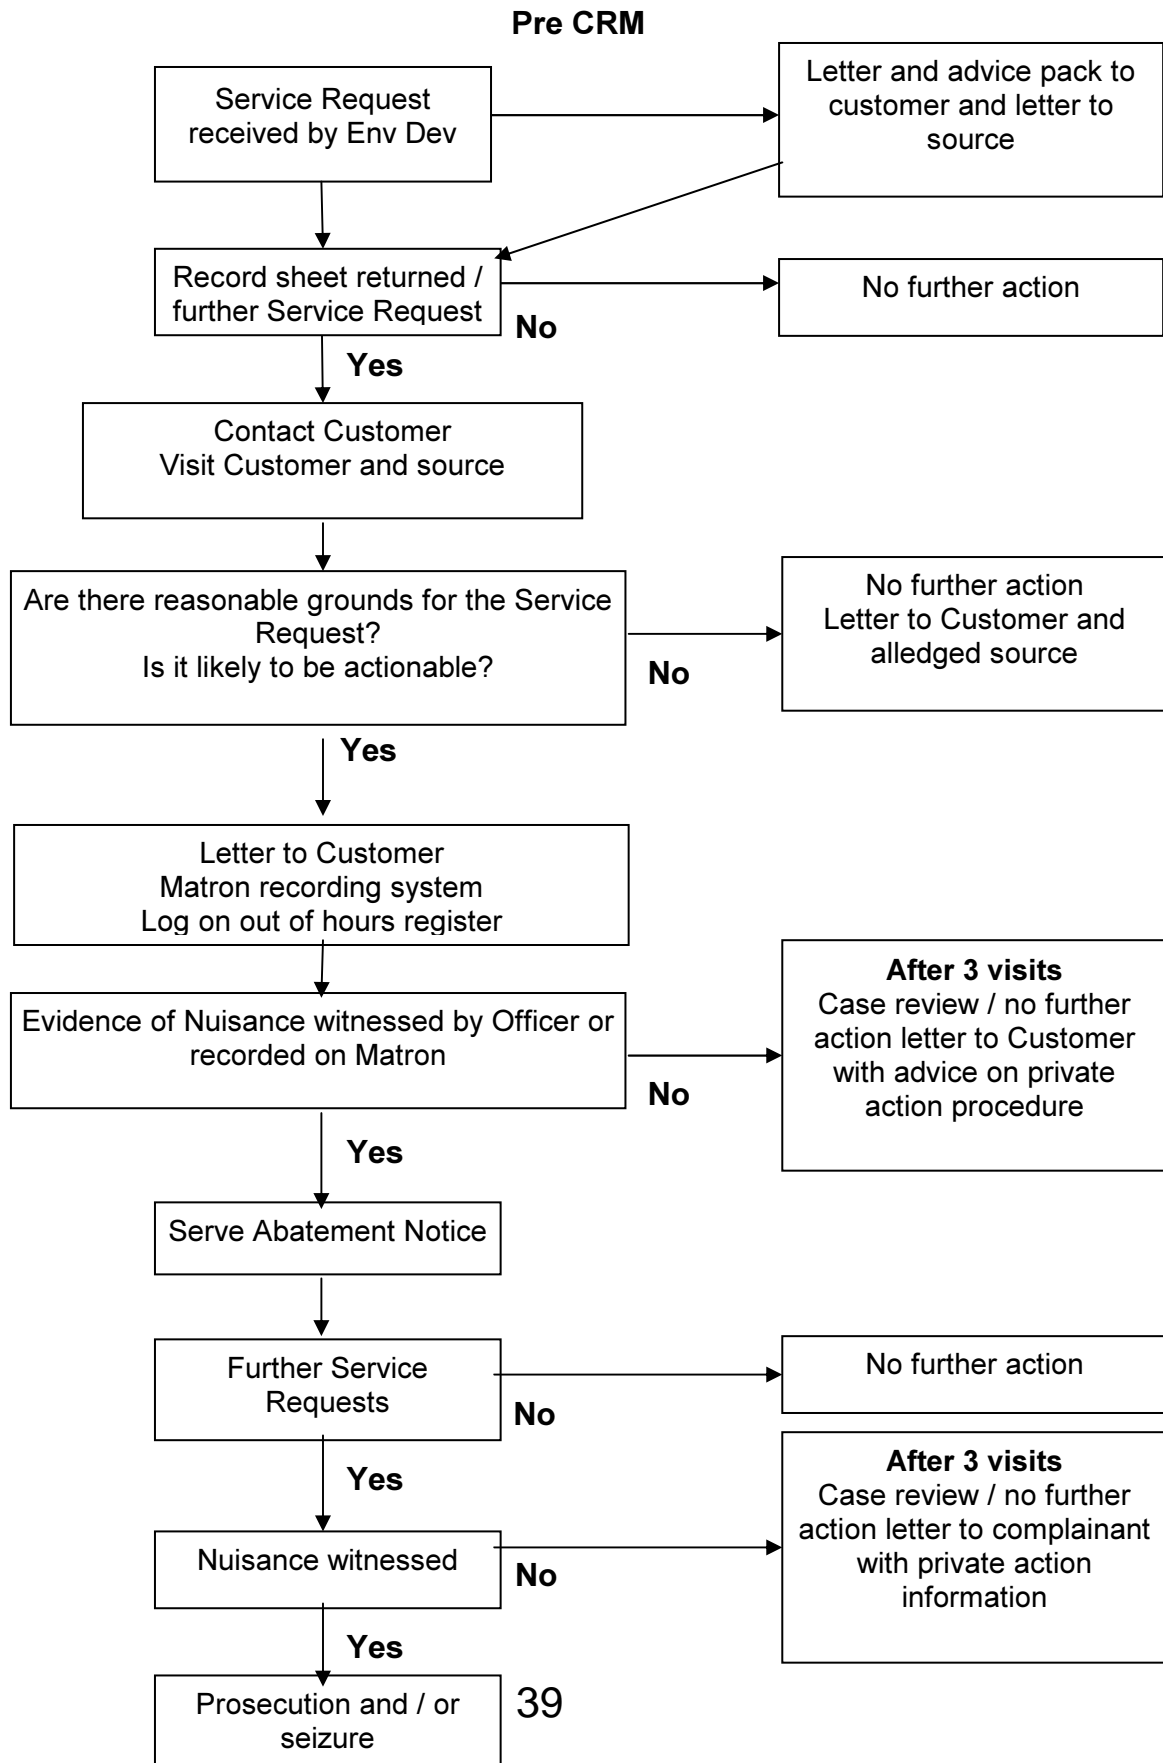 Pre CRM
Service Request
received by Env Dev
Letter and advice pack to
customer and letter to
source
Record sheet returned /
further Service Request
No
No further action
Yes
Contact Customer
Visit Customer and source
Are there reasonable grounds for the Service
Request?
Is it likely to be actionable?
No
No further action
Letter to Customer and
alledged source
Yes
Letter to Customer
Matron recording system
Log on out of hours register
Evidence of Nuisance witnessed by Officer or
recorded on Matron
No
After 3 visits
Case review / no further
action letter to Customer
with advice on private
action procedure
Yes
Serve Abatement Notice
Further Service
Requests
No
No further action
Yes
Nuisance witnessed
No
After 3 visits
Case review / no further
action letter to complainant
with private action
information
Yes
Prosecution and / or
seizure
39